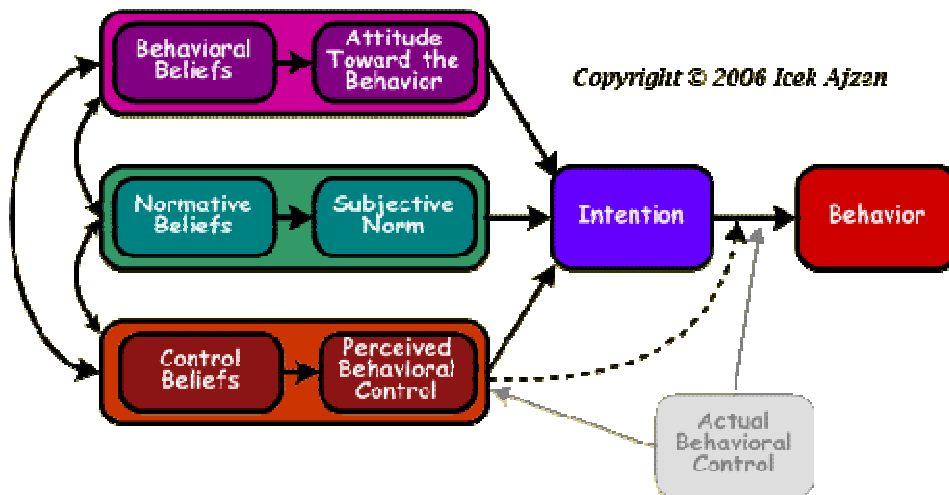 Behavioral
Beliefs
Attitude
Toward the
Behavior
Copyright © 2006 Icek Ajzen
Normative
Beliefs
Subjective
Norm
Intention
Behavior
Control
Beliefs
Perceived
Behavioral
Control
Actual
Behavioral
Control